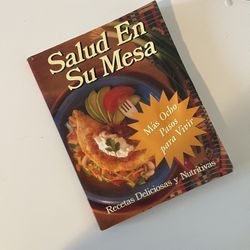 Salud En
Su Mesa
Más Ocho
Pasos
para Vivir
Recetas Deliciosas y Nutritivas